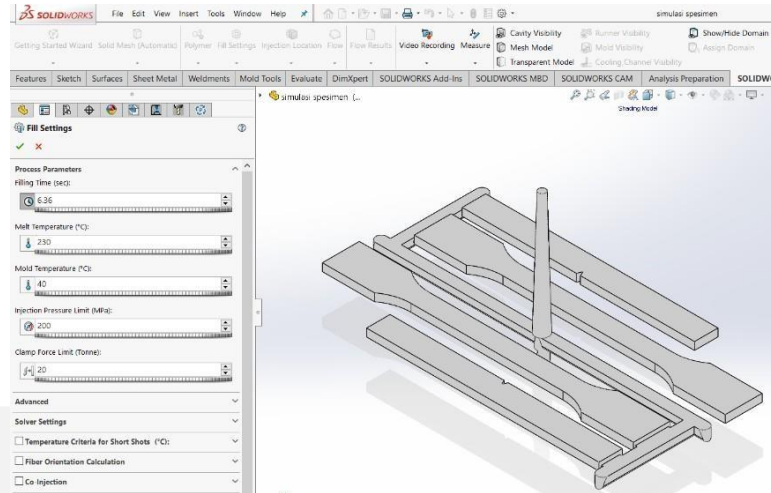 SOLIDWORKS File Edit View Insert Tools Window Help simulasi spesimen
Getting Started Wizard Solid Mesh (Automatic) Polymer Fill Settings Injection Location Flow Flow Results Video Recording Measure
Cavity Visibility Runner Visibility Show/Hide Domain
Mesh Model Mold Visibility Assign Domain
Transparent Model Cooling Channel Visibility
Features Sketch Surfaces Sheet Metal Weldments Mold Tools Evaluate DimXpert SOLIDWORKS Add-Ins SOLIDWORKS MBD SOLIDWORKS CAM Analysis Preparation SOLIDW
simulasi spesimen (...
Shading Model
Fill Settings
Process Parameters
Filling Time (sec):
6.36
Melt Temperature (°C):
230
Mold Temperature (°C):
40
Injection Pressure Limit (MPa):
200
Clamp Force Limit (Tonne):
20
Advanced
Solver Settings
Temperature Criteria for Short Shots (°C):
Fiber Orientation Calculation
Co-Injection